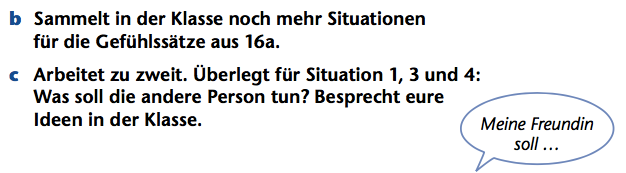 b Sammelt in der Klasse noch mehr Situationen
für die Gefühlssätze aus 16a.
c Arbeitet zu zweit. Überlegt für Situation 1, 3 und 4:
Was soll die andere Person tun? Besprecht eure
Ideen in der Klasse.
Meine Freundin
soll …